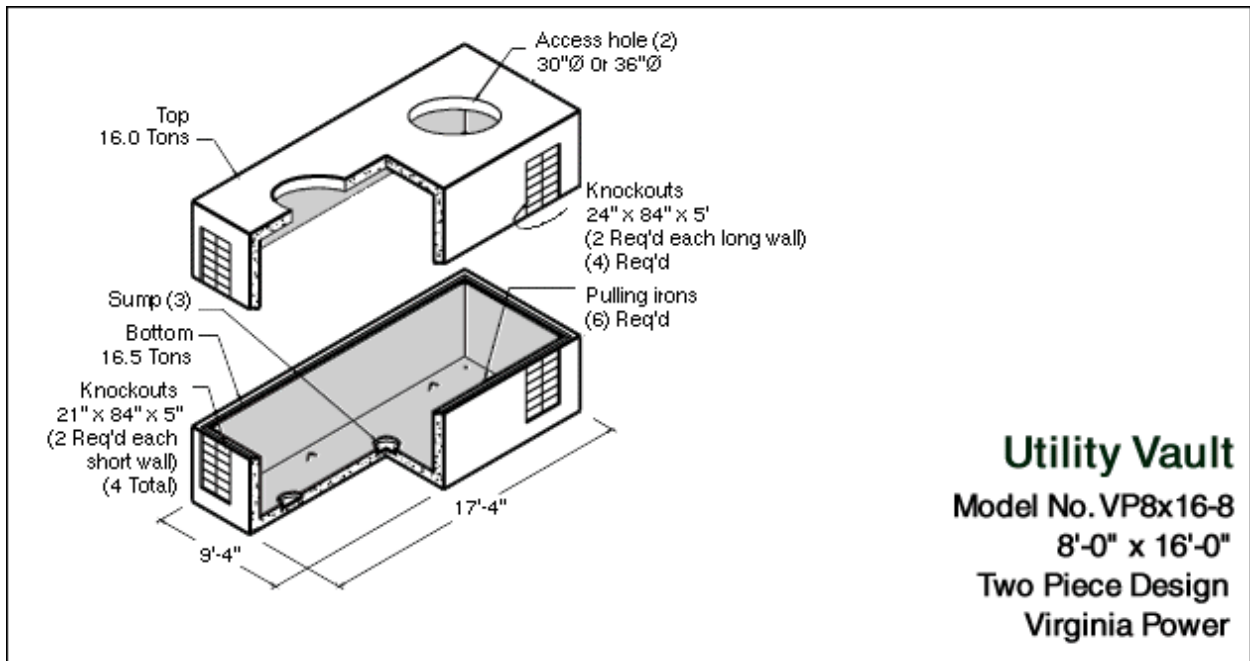 Access hole (2)
30"Ø Or 36"Ø
Top
16.0 Tons
Knockouts
24" x 84" x 5'
(2 Req'd each long wall)
(4) Req'd
Sump (3)
Pulling irons
(6) Req'd
Bottom
16.5 Tons
Knockouts
21" x 84" x 5"
(2 Req'd each
short wall)
(4 Total)
17'-4"
9'-4"
Utility Vault
Model No. VP8x16-8
8'-0" x 16'-0"
Two Piece Design
Virginia Power